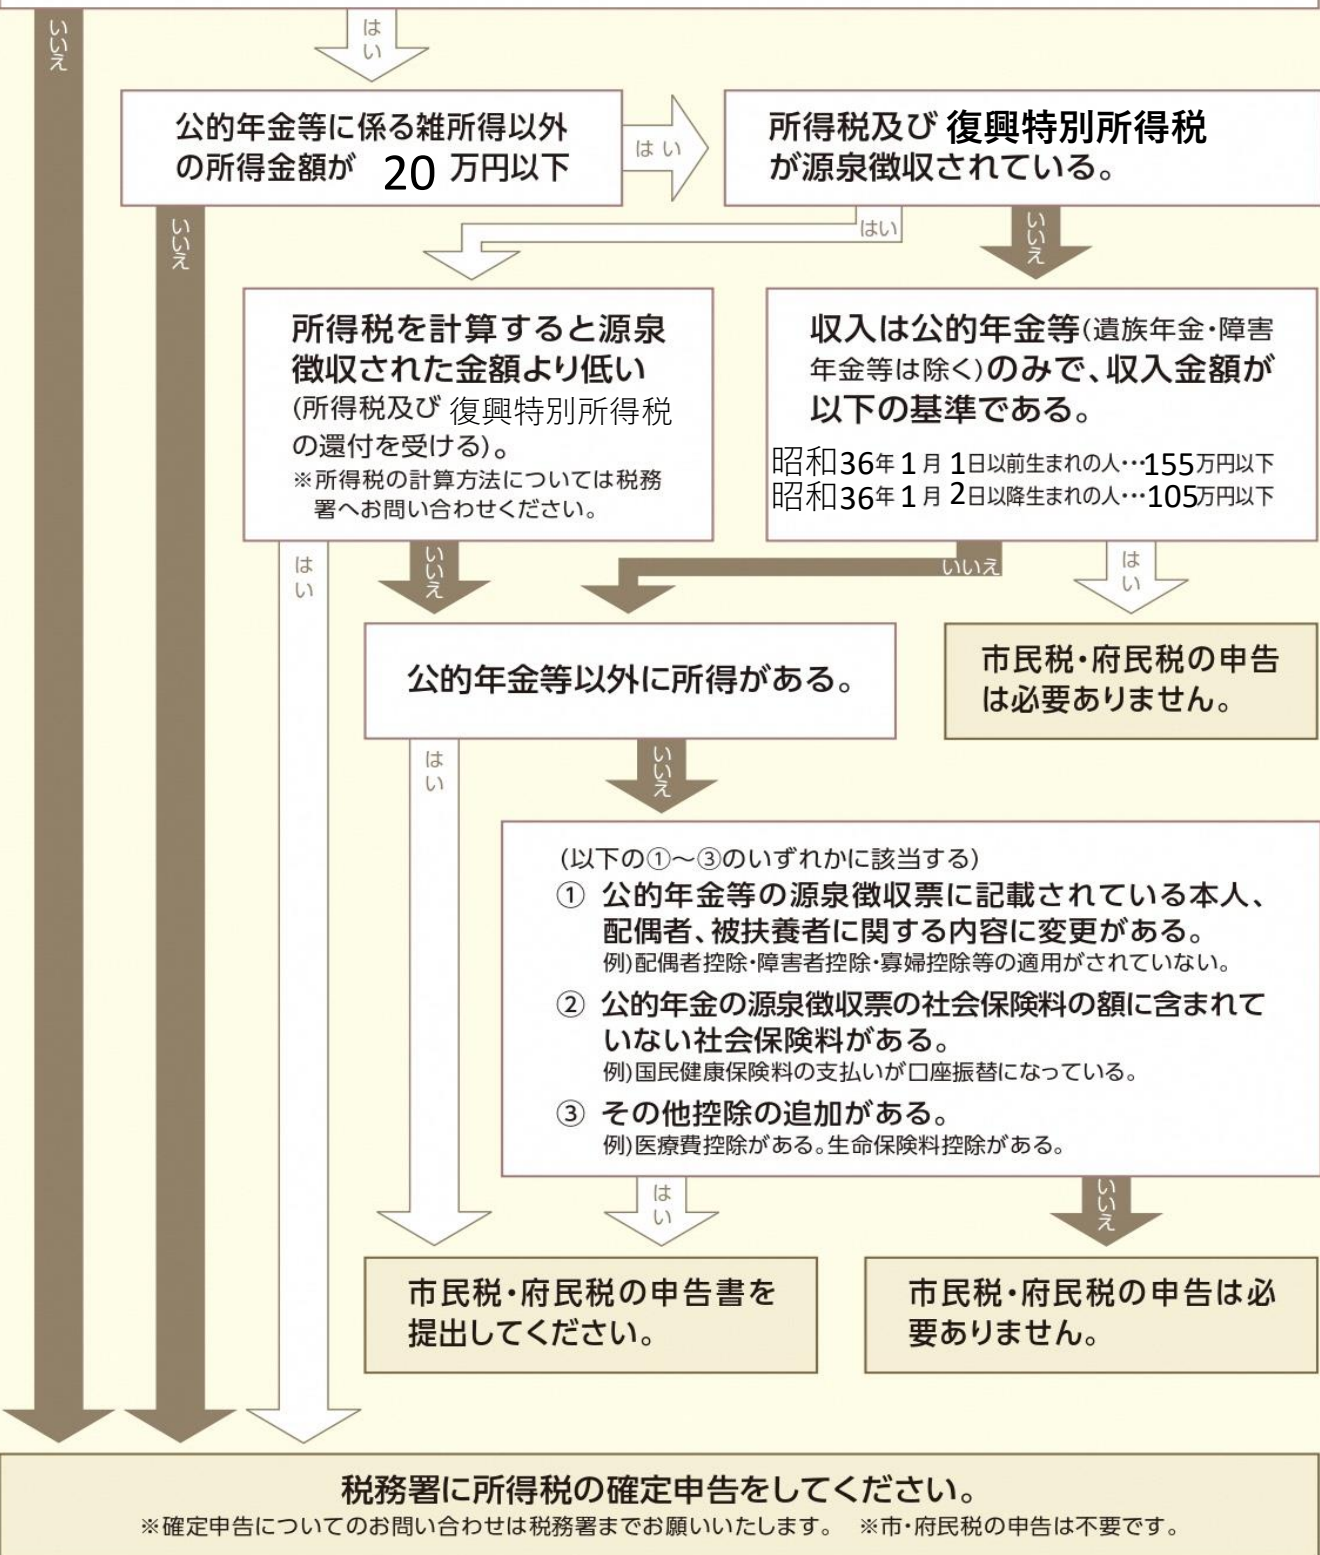 いいえ
はい
公的年金等に係る雑所得以外
の所得金額が 20 万円以下
はい
所得税及び 復興特別所得税
が源泉徴収されている。
いいえ
はい
いいえ
所得税を計算すると源泉
徴収された金額より低い
(所得税及び 復興特別所得税
の還付を受ける)。
※所得税の計算方法については税務
署へお問い合わせください。
収入は公的年金等(遺族年金・障害
年金等は除く)のみで、収入金額が
以下の基準である。
昭和36年 1 月 1日以前生まれの人…155万円以下
昭和36年 1 月 2日以降生まれの人…105万円以下
はい
いいえ
いいえ
はい
公的年金等以外に所得がある。
市民税・府民税の申告
は必要ありません。
はい
いいえ
(以下の①～③のいずれかに該当する)
① 公的年金等の源泉徴収票に記載されている本人、
配偶者、被扶養者に関する内容に変更がある。
例)配偶者控除・障害者控除・寡婦控除等の適用がされていない。
② 公的年金の源泉徴収票の社会保険料の額に含まれて
いない社会保険料がある。
例)国民健康保険料の支払いが口座振替になっている。
③ その他控除の追加がある。
例)医療費控除がある。生命保険料控除がある。
はい
いいえ
市民税・府民税の申告書を
提出してください。
市民税・府民税の申告は必
要ありません。
税務署に所得税の確定申告をしてください。
※確定申告についてのお問い合わせは税務署までお願いいたします。 ※市・府民税の申告は不要です。